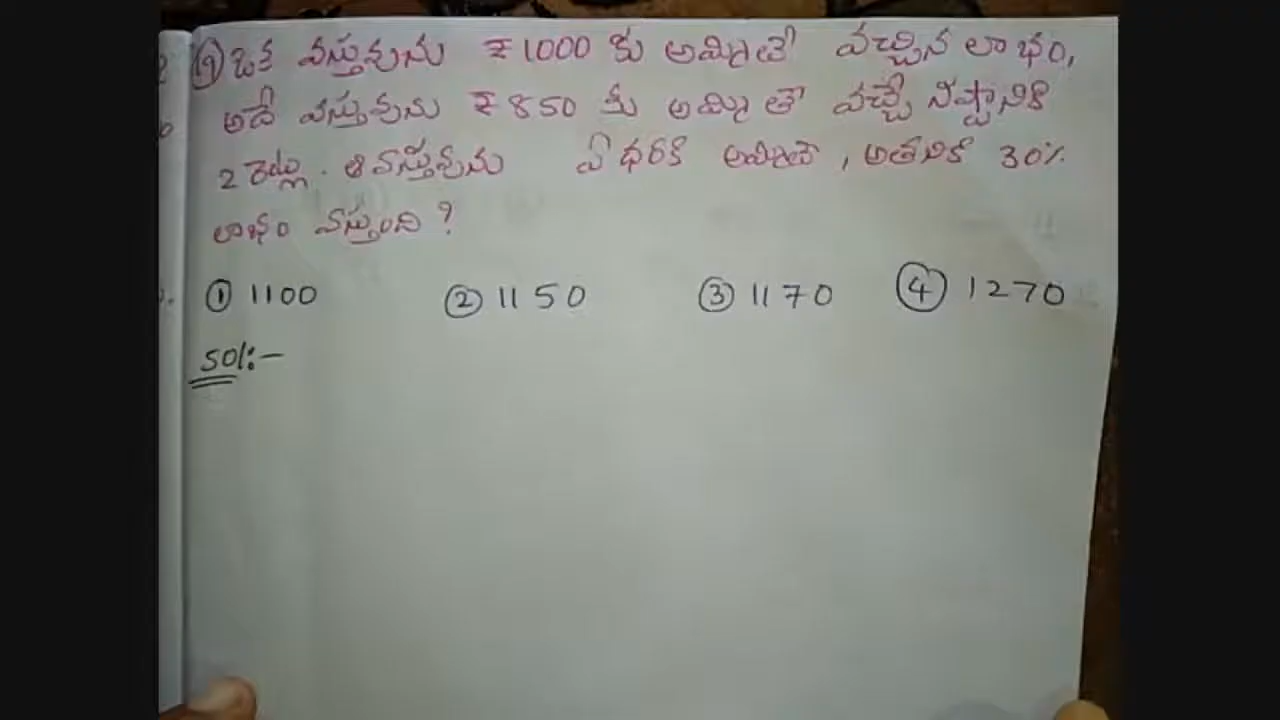 9 ఒక వస్తువును ₹1000 కు అమ్మితే వచ్చిన లాభం,
అదే వస్తువును ₹850 కు అమ్మితే వచ్చే నష్టానికి
2 రెట్లు. ఆ వస్తువును ఏ ధరకి అమ్మితే, అతనికి 30%
లాభం వస్తుంది ?
① 1100 ② 1150 ③ 1170 ④ 1270
Sol:-